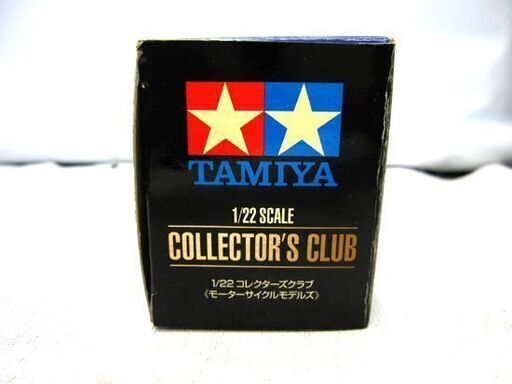 TAMIYA
1/22 SCALE
COLLECTOR'S CLUB
1/22 コレクターズクラブ
《モーターサイクルモデルズ》